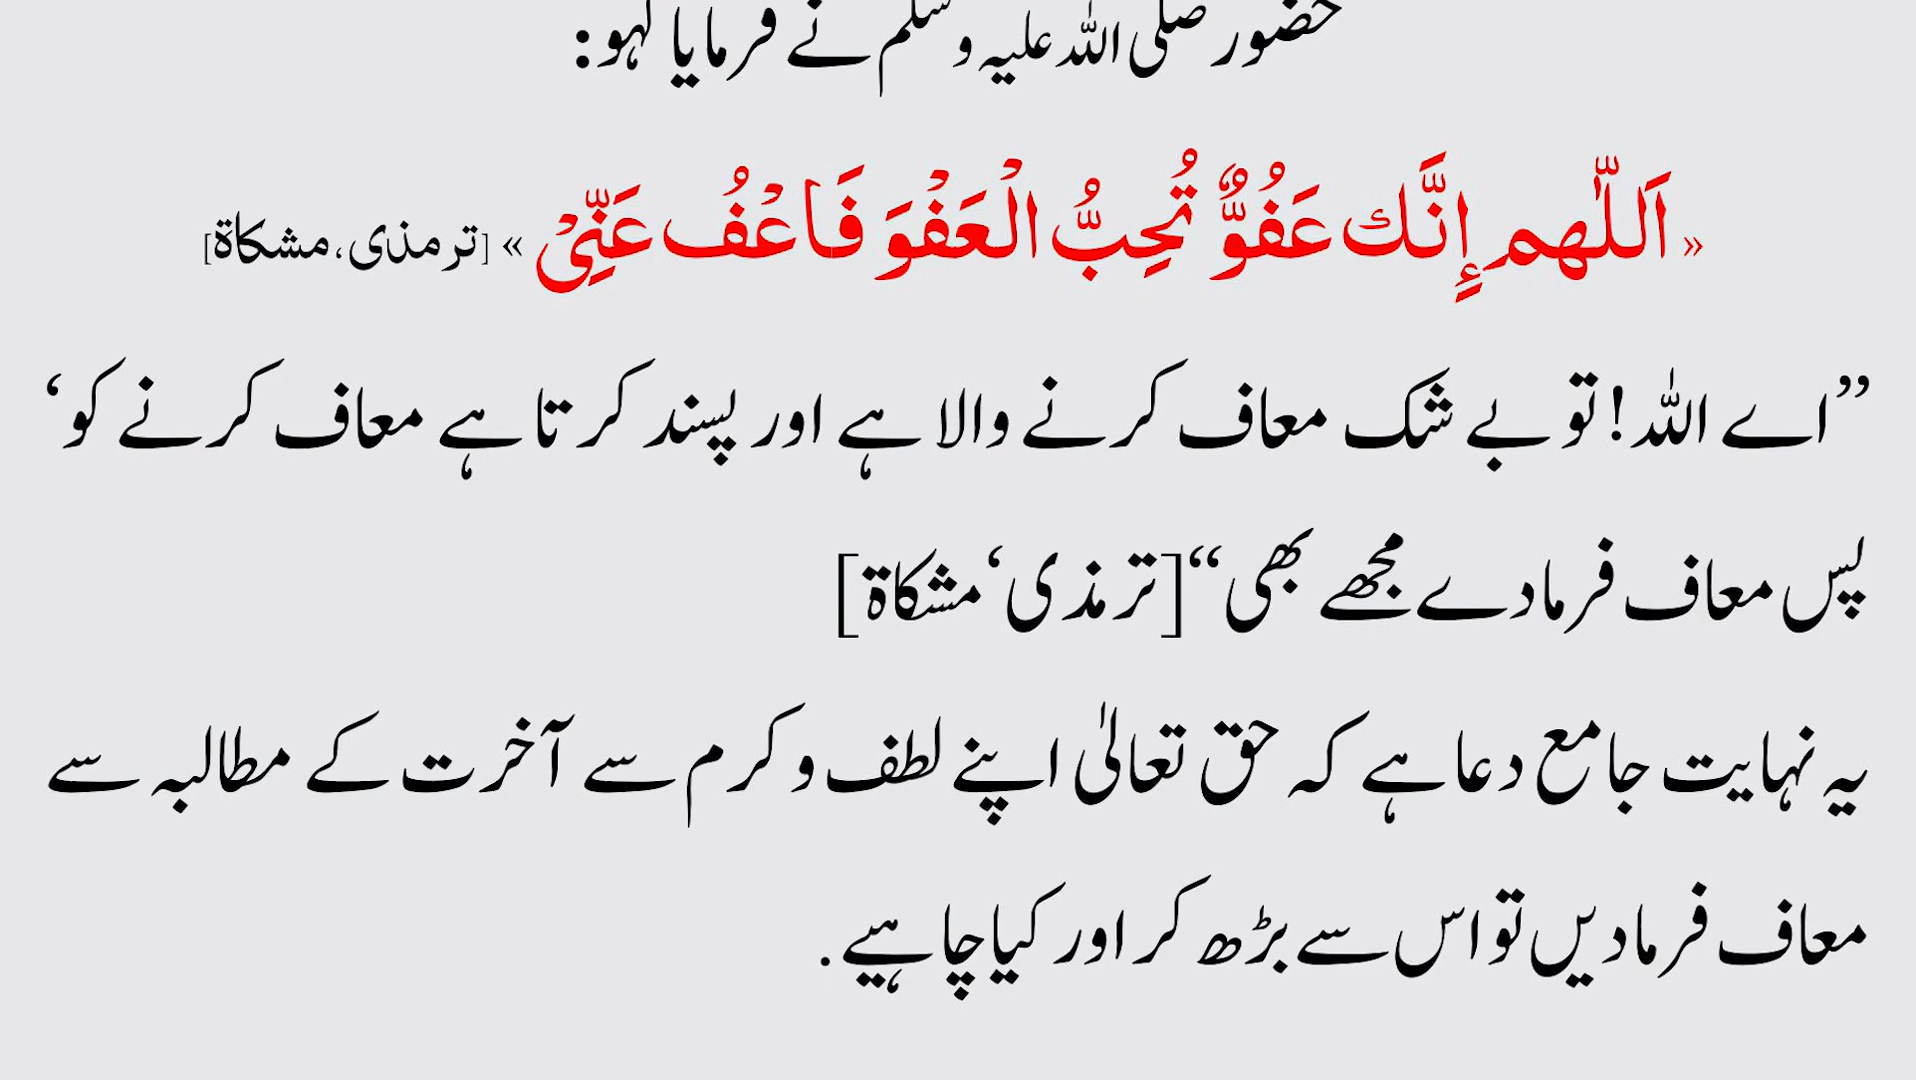 حضور صلی اللہ علیہ وسلم نے فرمایا کہو:
« اَللّٰهم إِنَّك عَفُوٌّ تُحِبُّ الْعَفْوَ فَاعْفُ عَنِّيْ » [ترمذی، مشکاة]
”اے اللہ! تو بے شک معاف کرنے والا ہے اور پسند کرتا ہے معاف کرنے کو‘
پس معاف فرمادے مجھے بھی“ [ترمذی‘ مشکاة]
یہ نہایت جامع دعا ہے کہ حق تعالیٰ اپنے لطف و کرم سے آخرت کے مطالبہ سے
معاف فرمادیں تو اس سے بڑھ کر اور کیا چاہیے.